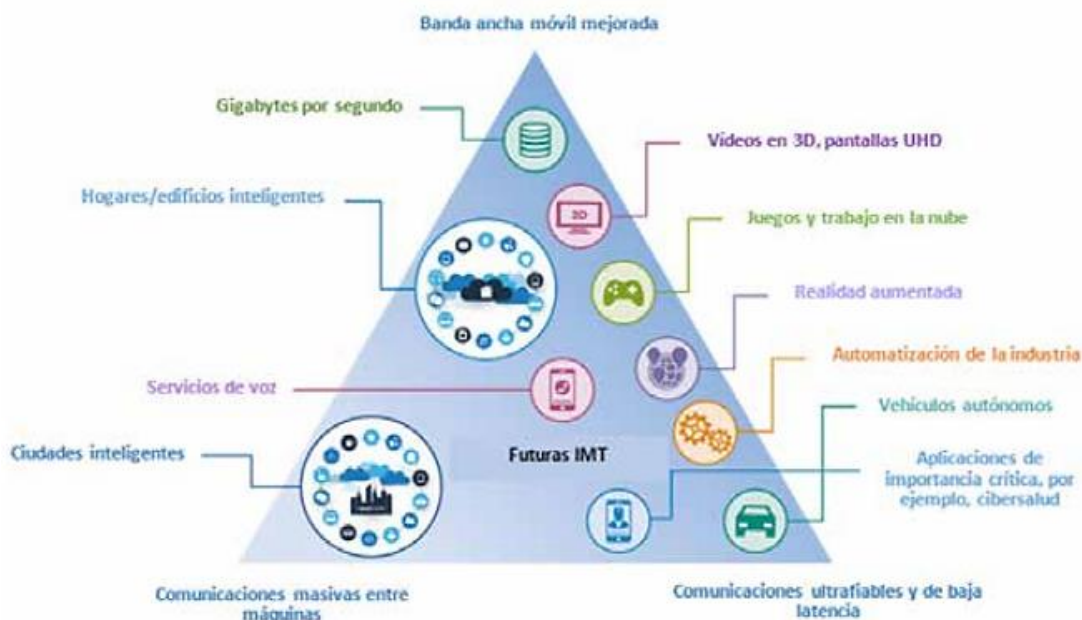 Banda ancha móvil mejorada
Gigabytes por segundo
Vídeos en 3D, pantallas UHD
Hogares/edificios inteligentes
3D
Juegos y trabajo en la nube
Realidad aumentada
Automatización de la industria
Servicios de voz
Vehículos autónomos
Ciudades inteligentes
Futuras IMT
Aplicaciones de
importancia crítica, por
ejemplo, cibersalud
Comunicaciones masivas entre
máquinas
Comunicaciones ultrafiables y de baja
latencia